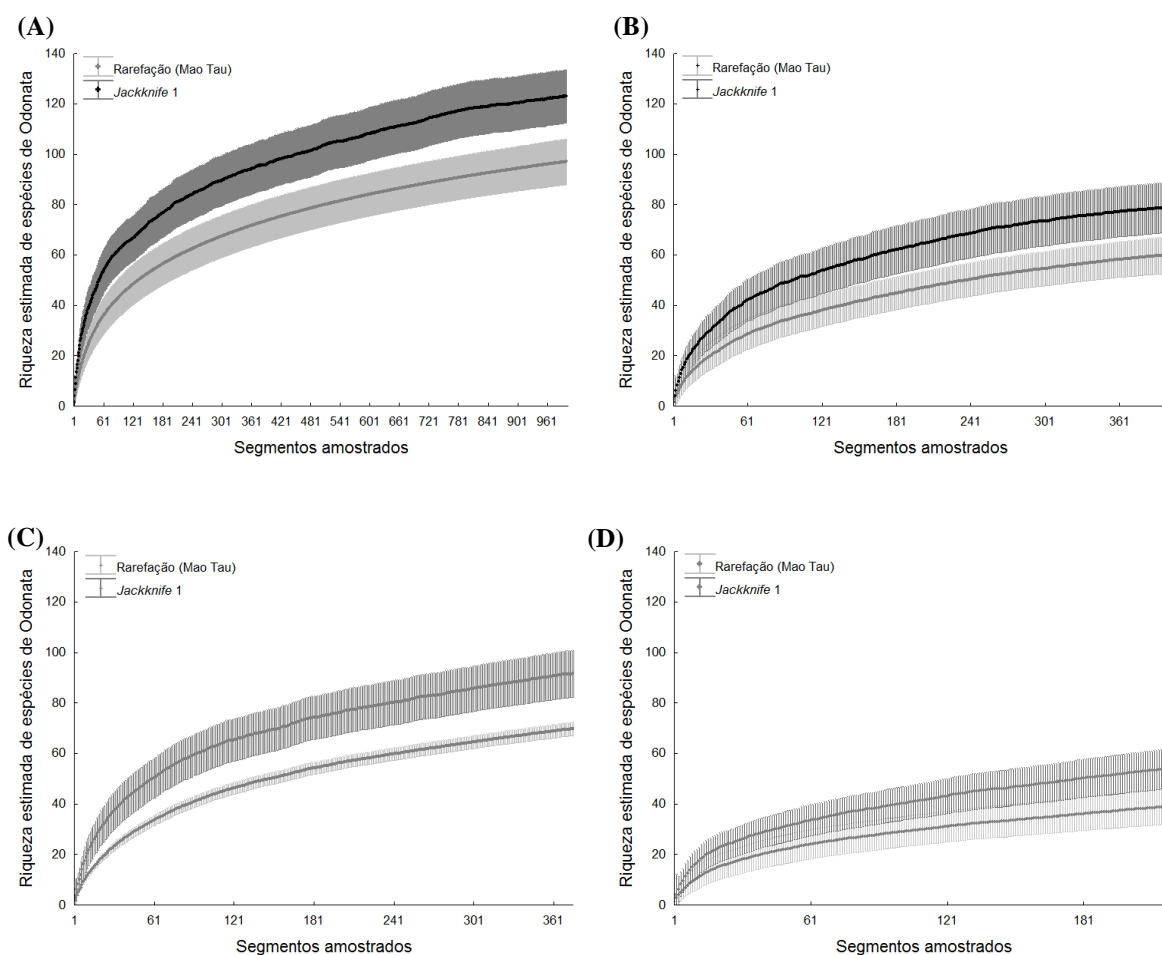 (A)
Riqueza estimada de espécies de Odonata
140
120
100
80
60
40
20
0
Rarefação (Mao Tau)
Jackknife 1
1 61 121 181 241 301 361 421 481 541 601 661 721 781 841 901 961
Segmentos amostrados
(B)
Riqueza estimada de espécies de Odonata
140
120
100
80
60
40
20
0
Rarefação (Mao Tau)
Jackknife 1
1 61 121 181 241 301 361
Segmentos amostrados
(C)
Riqueza estimada de espécies de Odonata
140
120
100
80
60
40
20
0
Rarefação (Mao Tau)
Jackknife 1
1 61 121 181 241 301 361
Segmentos amostrados
(D)
Riqueza estimada de espécies de Odonata
140
120
100
80
60
40
20
0
Rarefação (Mao Tau)
Jackknife 1
1 61 121 181
Segmentos amostrados